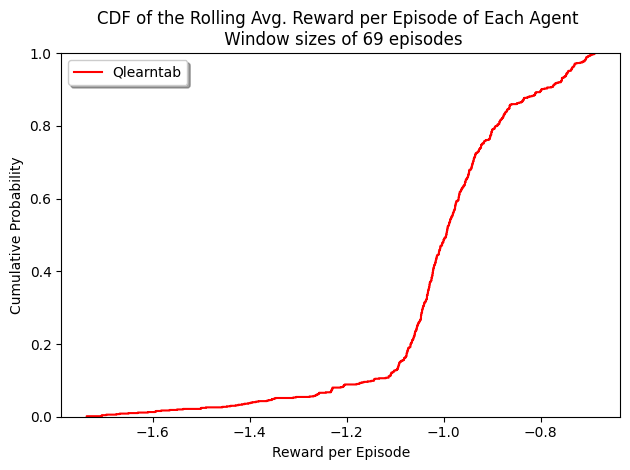 CDF of the Rolling Avg. Reward per Episode of Each Agent
Window sizes of 69 episodes
Qlearntab
1.0
0.8
0.6
0.4
0.2
0.0
Cumulative Probability
−1.6
−1.4
−1.2
−1.0
−0.8
Reward per Episode